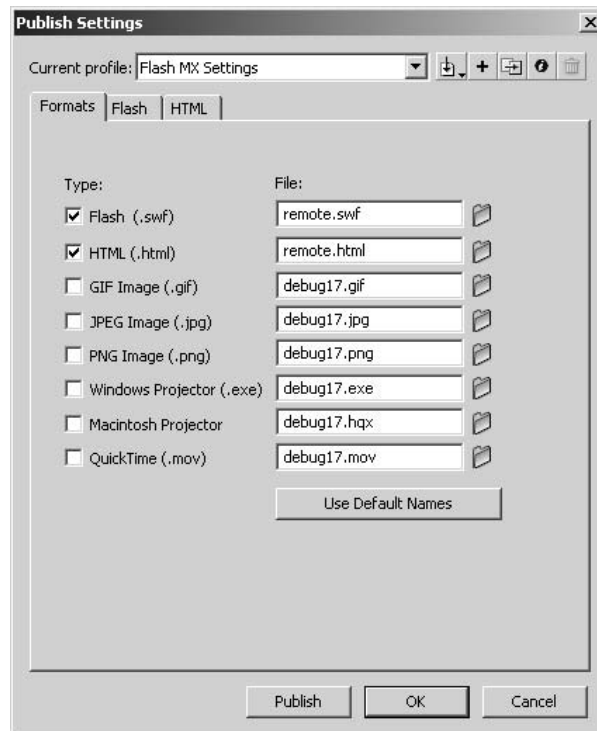 Publish Settings
Current profile: Flash MX Settings
Formats Flash HTML
Type: File:
Flash (.swf) remote.swf
HTML (.html) remote.html
GIF Image (.gif) debug17.gif
JPEG Image (.jpg) debug17.jpg
PNG Image (.png) debug17.png
Windows Projector (.exe) debug17.exe
Macintosh Projector debug17.hqx
QuickTime (.mov) debug17.mov
Use Default Names
Publish OK Cancel